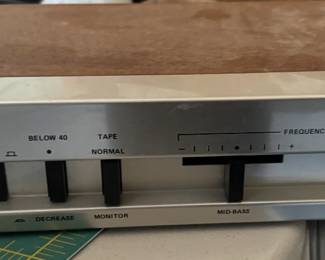 BELOW 40 TAPE
NORMAL
FREQUENC
- +
DECREASE MONITOR MID-BASS